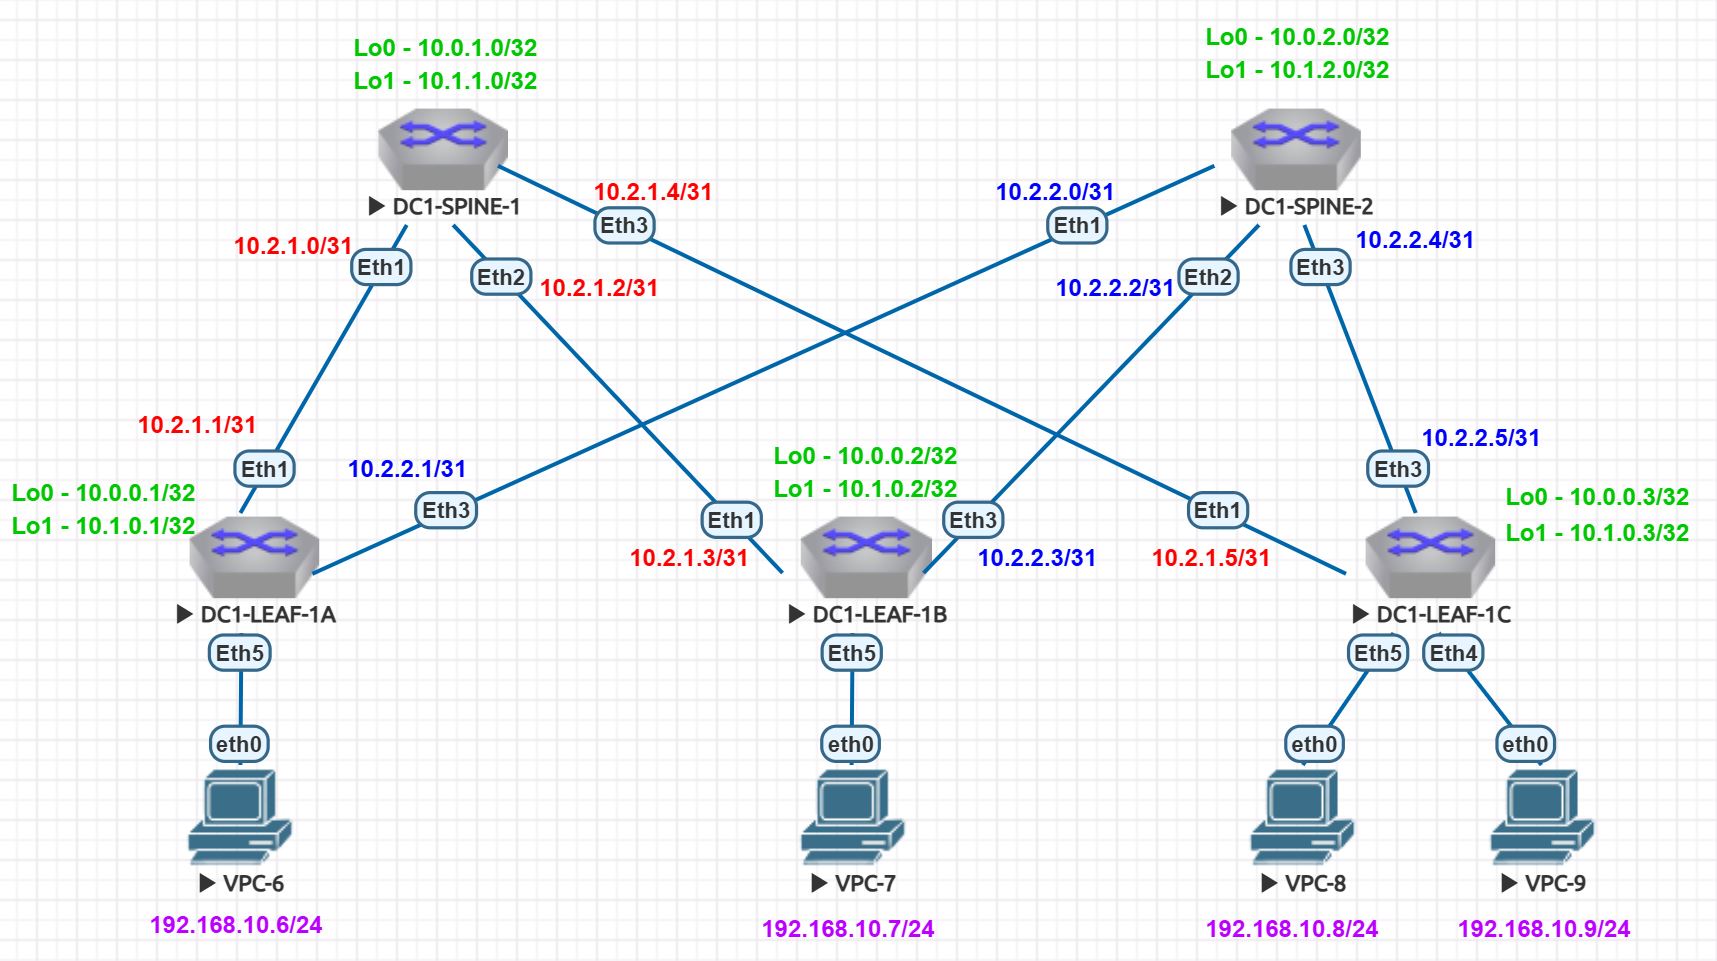 Lo0 - 10.0.1.0/32
Lo1 - 10.1.1.0/32
Lo0 - 10.0.2.0/32
Lo1 - 10.1.2.0/32
DC1-SPINE-1
DC1-SPINE-2
10.2.1.4/31
Eth3
10.2.2.0/31
Eth1
10.2.1.0/31
Eth1
Eth2
10.2.1.2/31
10.2.2.2/31
Eth2
Eth3
10.2.2.4/31
10.2.1.1/31
Eth1
10.2.2.1/31
Eth3
Lo0 - 10.0.0.1/32
Lo1 - 10.1.0.1/32
Lo0 - 10.0.0.2/32
Lo1 - 10.1.0.2/32
Eth1
10.2.1.3/31
Eth3
10.2.2.3/31
Eth1
10.2.1.5/31
10.2.2.5/31
Eth3
Lo0 - 10.0.0.3/32
Lo1 - 10.1.0.3/32
DC1-LEAF-1A
DC1-LEAF-1B
DC1-LEAF-1C
Eth5
Eth5
Eth5
Eth4
eth0
eth0
eth0
eth0
VPC-6
VPC-7
VPC-8
VPC-9
192.168.10.6/24
192.168.10.7/24
192.168.10.8/24
192.168.10.9/24